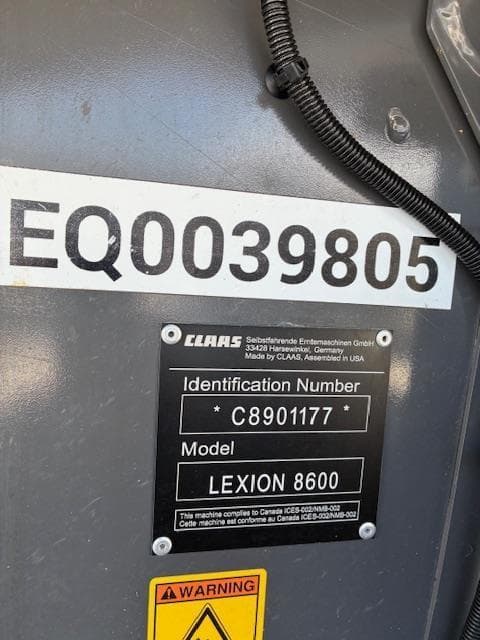 EQ0039805
CLAAS Selbstfahrende Erntemaschinen GmbH
33428 Harsewinkel, Germany
Made by CLAAS, Assembled in USA
Identification Number
* C8901177 *
Model
LEXION 8600
This machine complies to Canada ICES-002/NMB-002
Cette machine est conforme au Canada ICES-002/NMB-002
WARNING